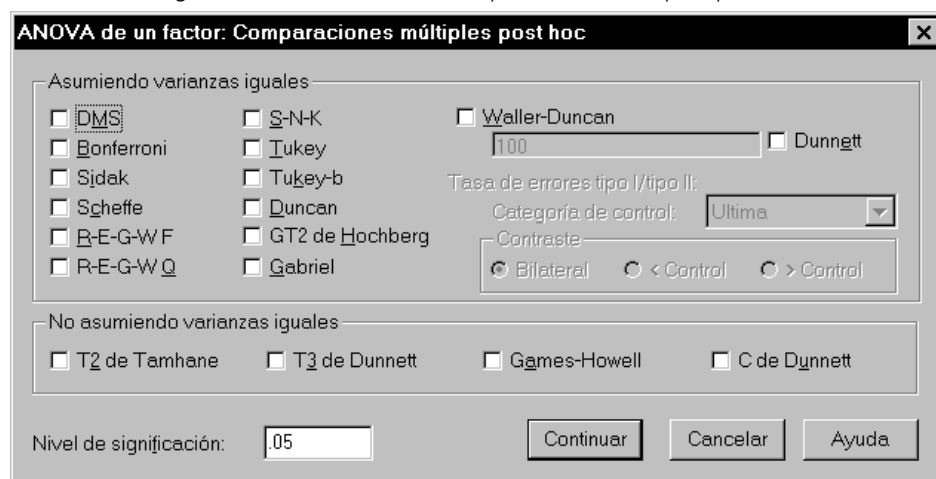 ANOVA de un factor: Comparaciones múltiples post hoc
Asumiendo varianzas iguales
DMS
Bonferroni
Sidak
Scheffe
R-E-G-W F
R-E-G-W Q
S-N-K
Tukey
Tukey-b
Duncan
GT2 de Hochberg
Gabriel
Waller-Duncan
100
Dunnett
Tasa de errores tipo I/tipo II:
Categoría de control: Ultima
Contraste
Bilateral < Control > Control
No asumiendo varianzas iguales
T2 de Tamhane T3 de Dunnett Games-Howell C de Dunnett
Nivel de significación: .05 Continuar Cancelar Ayuda